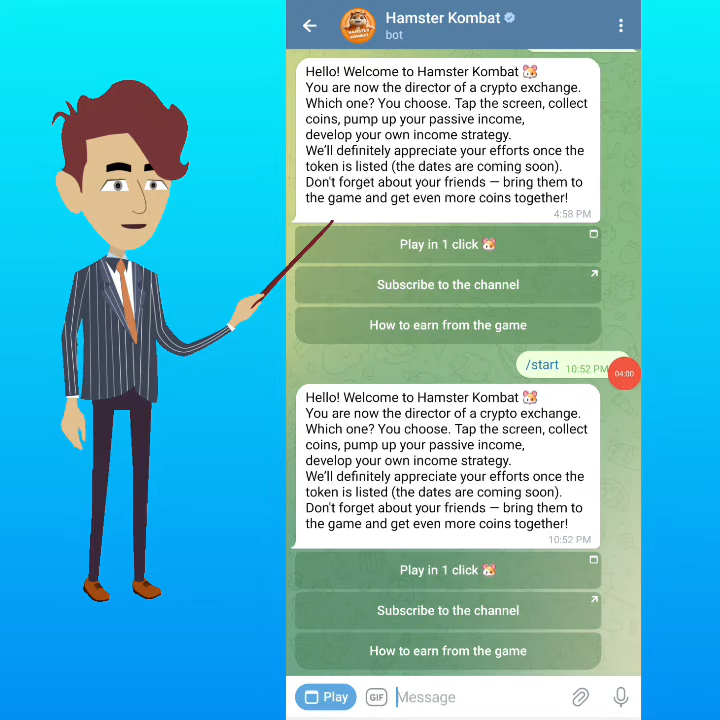 Hamster Kombat
bot
HAMSTER
KOMBAT
Hello! Welcome to Hamster Kombat 🐹
You are now the director of a crypto exchange.
Which one? You choose. Tap the screen, collect
coins, pump up your passive income,
develop your own income strategy.
We'll definitely appreciate your efforts once the
token is listed (the dates are coming soon).
Don't forget about your friends — bring them to
the game and get even more coins together!
4:58 PM
Play in 1 click 🐹
Subscribe to the channel
How to earn from the game
/start 10:52 PM
04:00
Hello! Welcome to Hamster Kombat 🐹
You are now the director of a crypto exchange.
Which one? You choose. Tap the screen, collect
coins, pump up your passive income,
develop your own income strategy.
We'll definitely appreciate your efforts once the
token is listed (the dates are coming soon).
Don't forget about your friends — bring them to
the game and get even more coins together!
10:52 PM
Play in 1 click 🐹
Subscribe to the channel
How to earn from the game
Play GIF Message